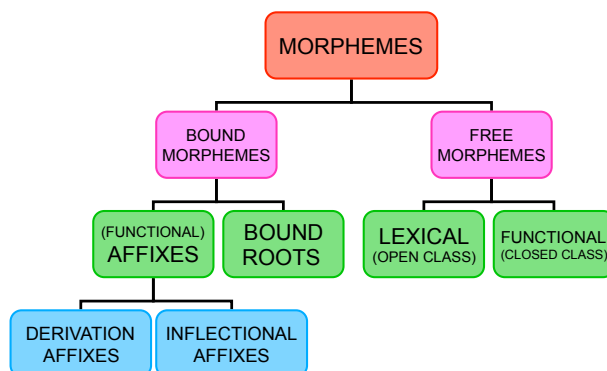 MORPHEMES
BOUND
MORPHEMES
FREE
MORPHEMES
(FUNCTIONAL)
AFFIXES
BOUND
ROOTS
LEXICAL
(OPEN CLASS)
FUNCTIONAL
(CLOSED CLASS)
DERIVATION
AFFIXES
INFLECTIONAL
AFFIXES